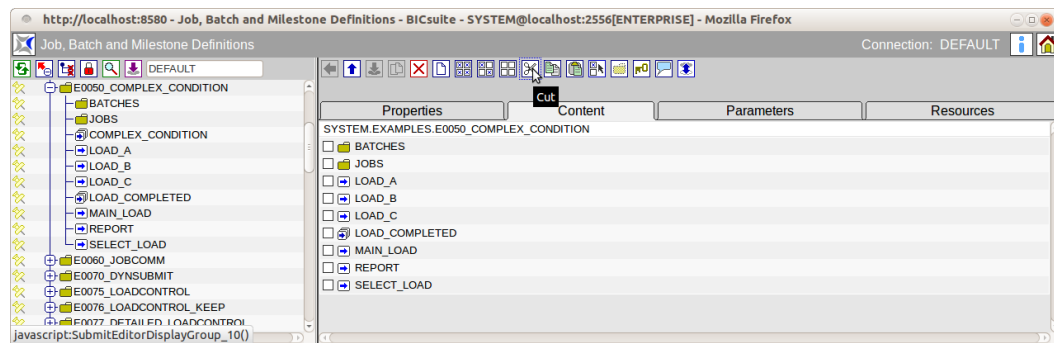 http://localhost:8580 - Job, Batch and Milestone Definitions - BICsuite - SYSTEM@localhost:2556[ENTERPRISE] - Mozilla Firefox
Job, Batch and Milestone Definitions
Connection: DEFAULT
DEFAULT
E0050_COMPLEX_CONDITION
BATCHES
JOBS
COMPLEX_CONDITION
LOAD_A
LOAD_B
LOAD_C
LOAD_COMPLETED
MAIN_LOAD
REPORT
SELECT_LOAD
E0060_JOBCOMM
E0070_DYNSUBMIT
E0075_LOADCONTROL
E0076_LOADCONTROL_KEEP
E0077_DETAILED_LOADCONTROL
javascript:SubmitEditorDisplayGroup_10()
Cut
Properties
Content
Parameters
Resources
SYSTEM.EXAMPLES.E0050_COMPLEX_CONDITION
BATCHES
JOBS
LOAD_A
LOAD_B
LOAD_C
LOAD_COMPLETED
MAIN_LOAD
REPORT
SELECT_LOAD